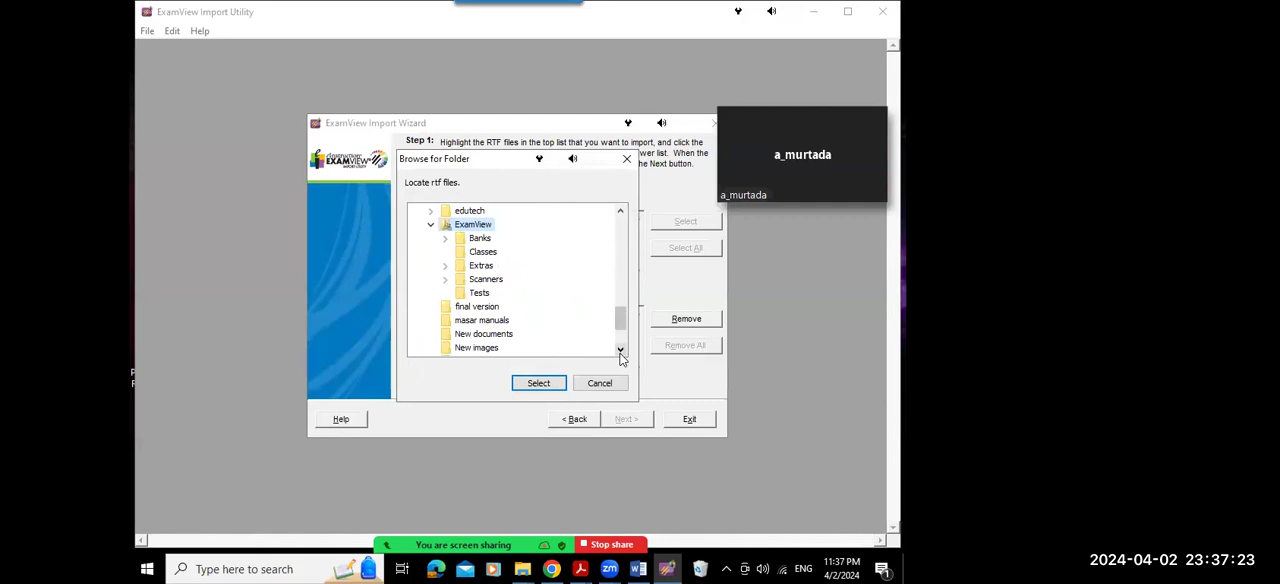 ExamView Import Utility
File Edit Help
ExamView Import Wizard
Step 1: Highlight the RTF files in the top list that you want to import, and click the
wer list. When the
he Next button.
EXAMVIEW
Browse for Folder
Locate rtf files.
edutech
ExamView
Banks
Classes
Extras
Scanners
Tests
final version
masar manuals
New documents
New images
Select Cancel
Select
Select All
Remove
Remove All
Help < Back Next > Exit
a_murtada
a_murtada
You are screen sharing Stop share
Type here to search
ENG
11:37 PM
4/2/2024
1
2024-04-02 23:37:23